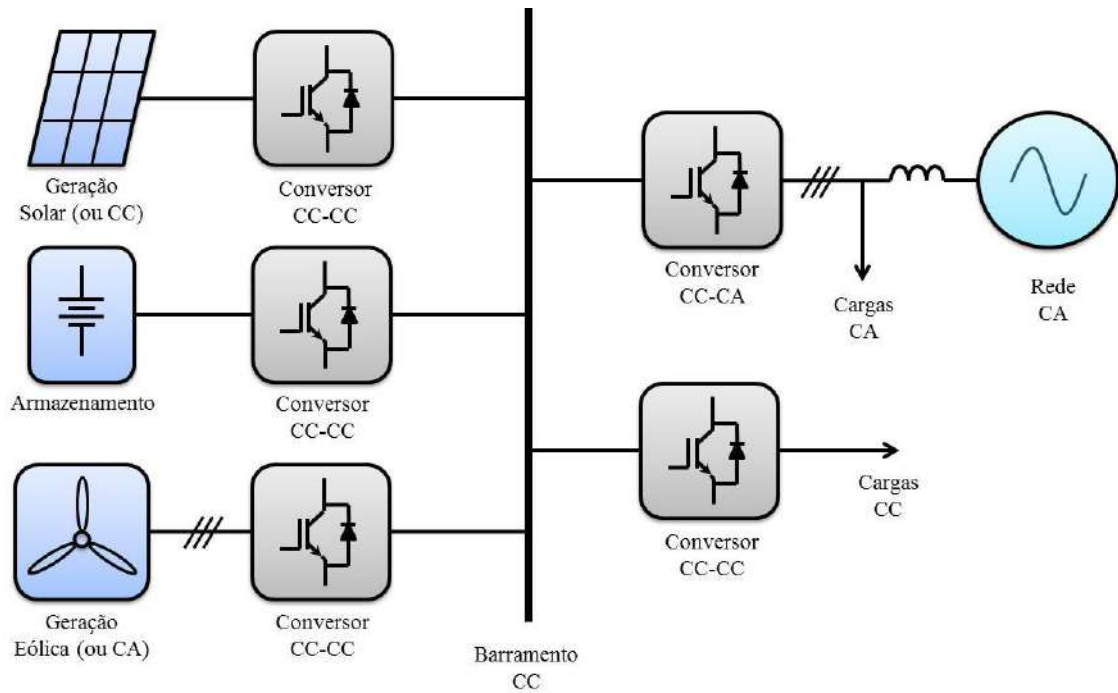 Geração
Solar (ou CC)
Conversor
CC-CC
Conversor
CC-CA
Cargas
CA
Rede
CA
Armazenamento
Conversor
CC-CC
Conversor
CC-CC
Cargas
CC
Geração
Eólica (ou CA)
Conversor
CC-CC
Barramento
CC